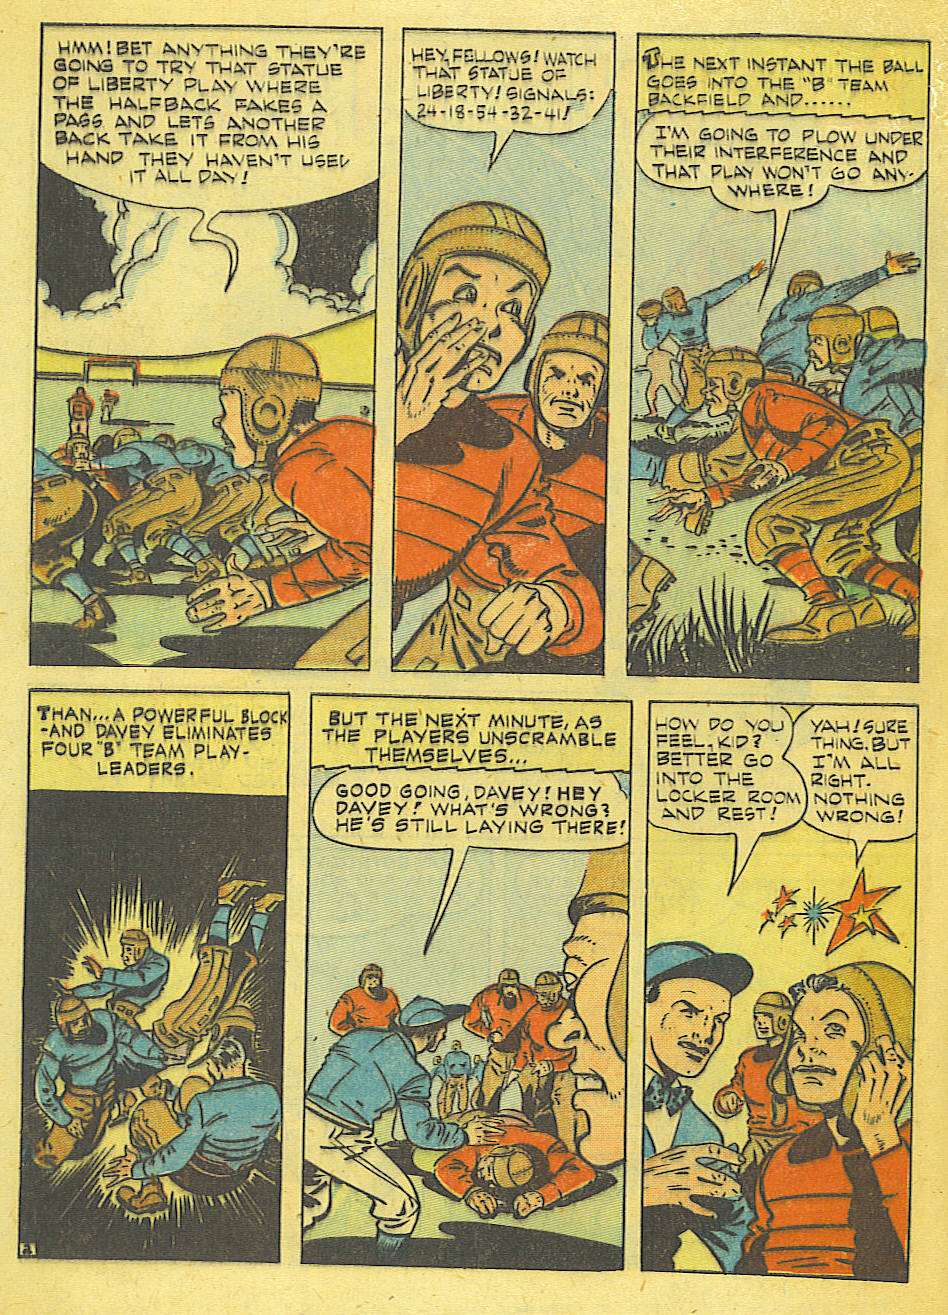 HMM! BET ANYTHING THEY'RE
GOING TO TRY THAT STATUE
OF LIBERTY PLAY WHERE
THE HALFBACK FAKES A
PASS AND LETS ANOTHER
BACK TAKE IT FROM HIS
HAND THEY HAVEN'T USED
IT ALL DAY!
HEY, FELLOWS! WATCH
THAT STATUE OF
LIBERTY! SIGNALS:
24-18-54-32-41!
THE NEXT INSTANT THE BALL
GOES INTO THE "B" TEAM
BACKFIELD AND......
I'M GOING TO PLOW UNDER
THEIR INTERFERENCE AND
THAT PLAY WON'T GO ANY-
WHERE!
THAN... A POWERFUL BLOCK
-AND DAVEY ELIMINATES
FOUR "B" TEAM PLAY-
LEADERS.
BUT THE NEXT MINUTE, AS
THE PLAYERS UNSCRAMBLE
THEMSELVES...
GOOD GOING, DAVEY! HEY
DAVEY! WHAT'S WRONG?
HE'S STILL LAYING THERE!
HOW DO YOU
FEEL, KID?
BETTER GO
INTO THE
LOCKER ROOM
AND REST!
YAH! SURE
THING. BUT
I'M ALL
RIGHT.
NOTHING
WRONG!
2